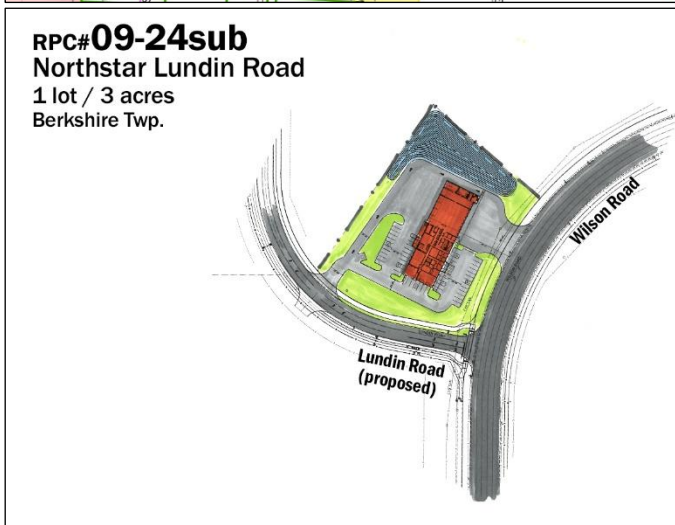 RPC#09-24sub
Northstar Lundin Road
1 lot / 3 acres
Berkshire Twp.
Wilson Road
Lundin Road
(proposed)